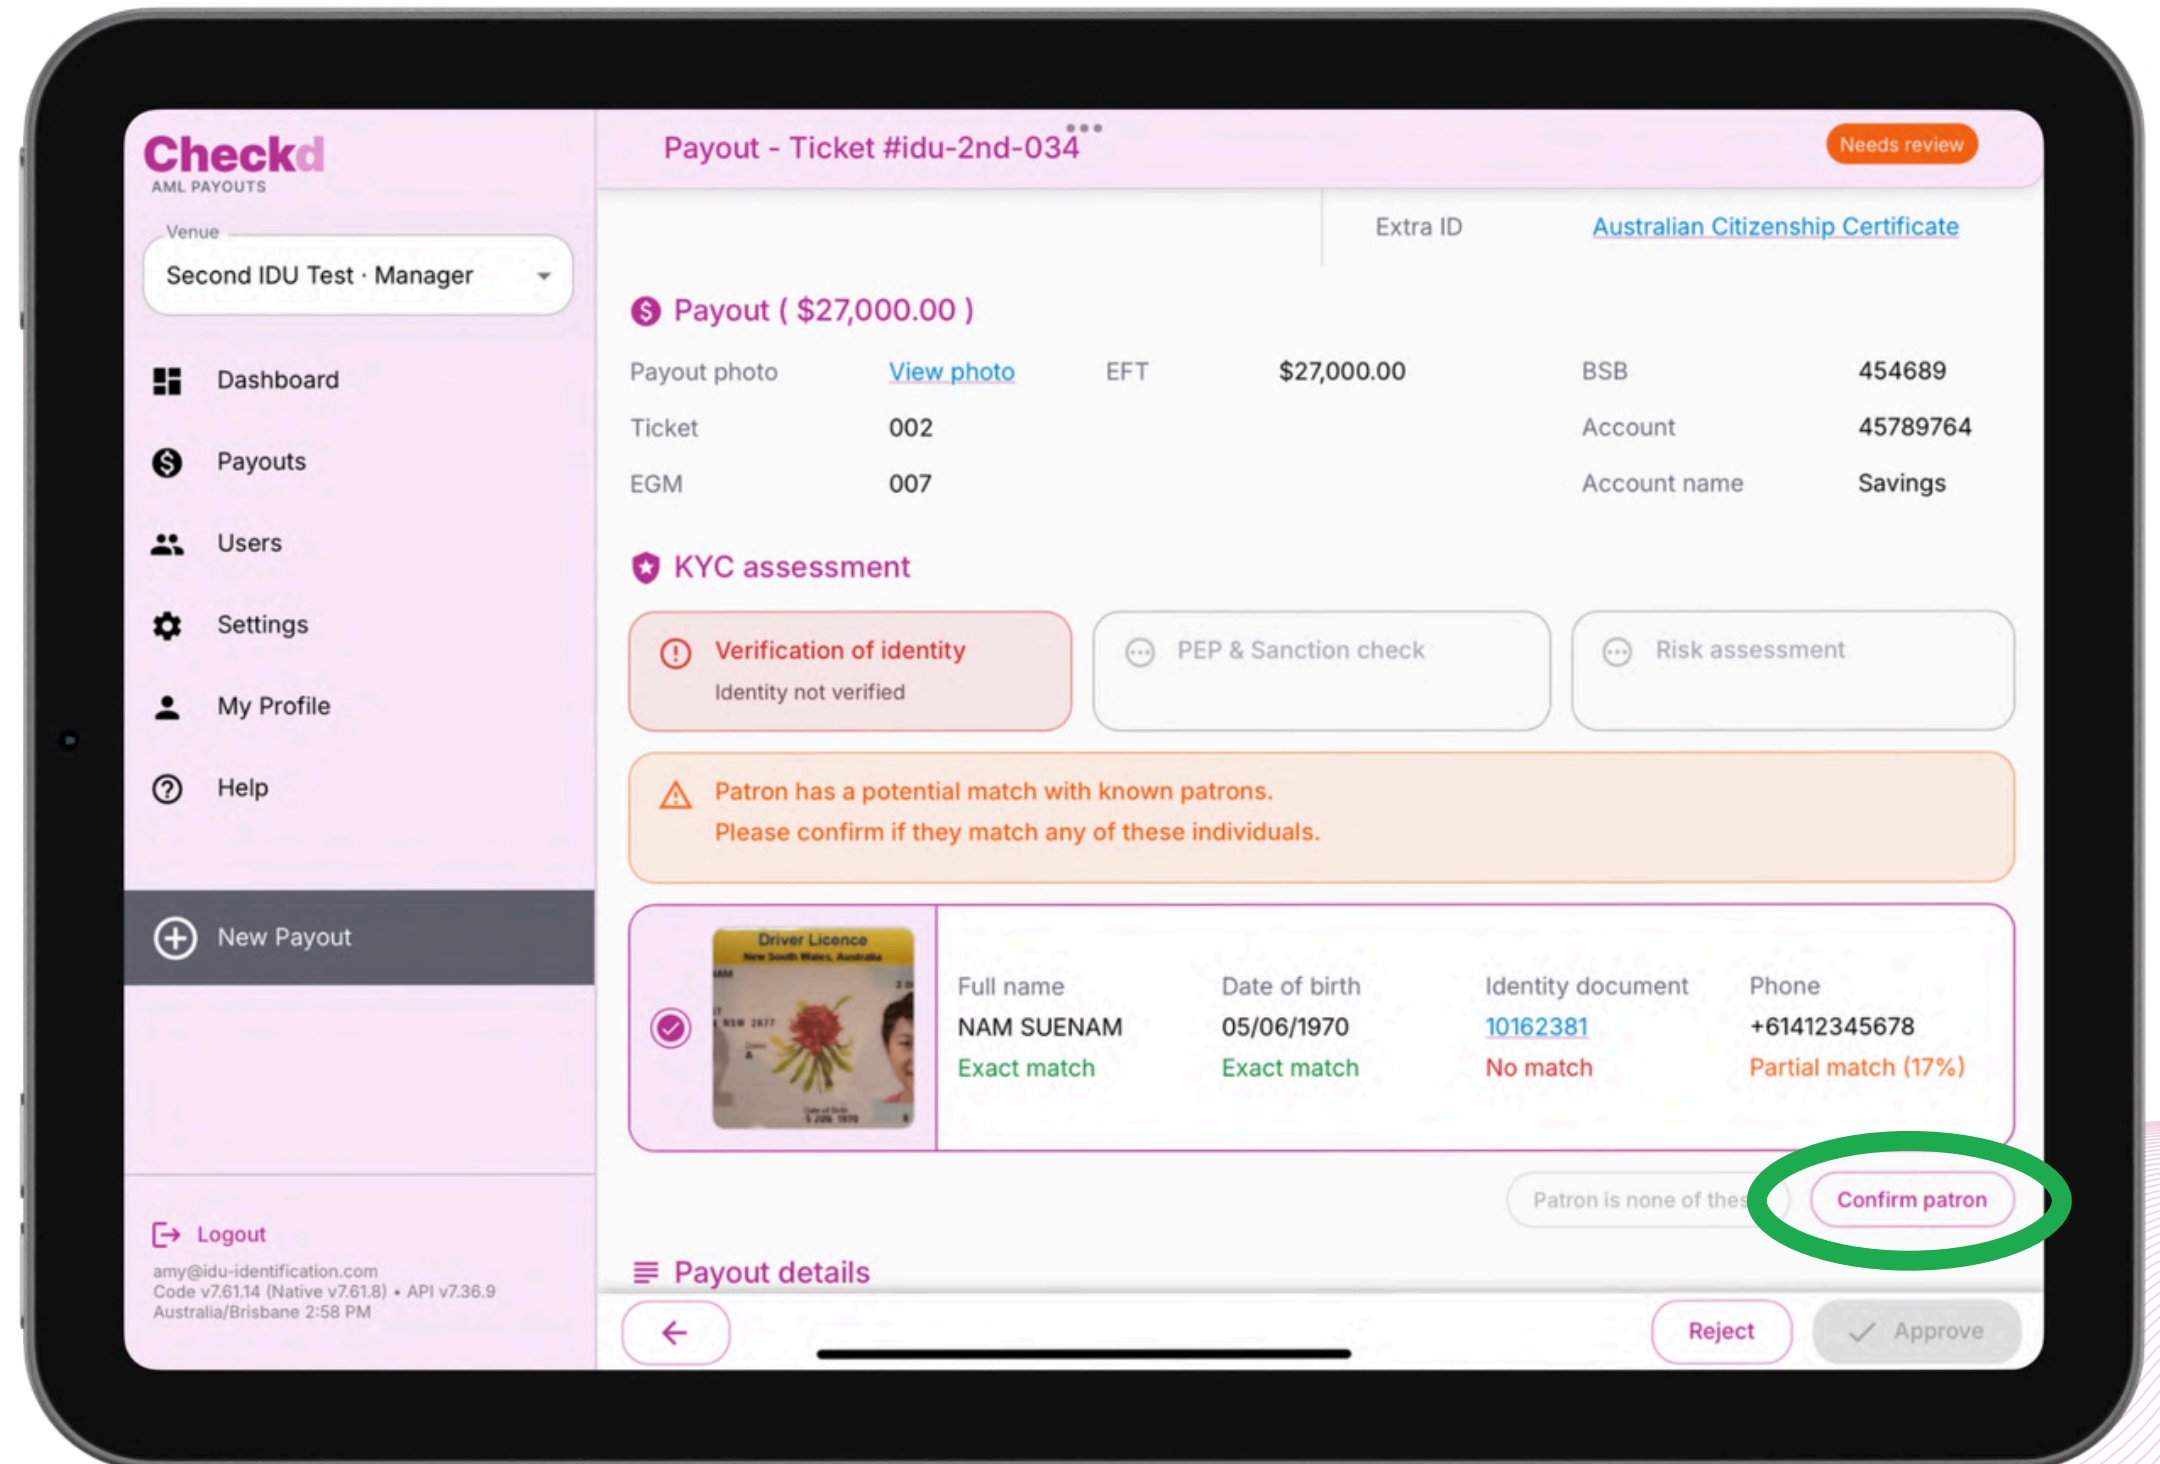 Checkd
AML PAYOUTS
Venue
Second IDU Test · Manager
Dashboard
Payouts
Users
Settings
My Profile
Help
New Payout
Logout
amy@idu-identification.com
Code v7.61.14 (Native v7.61.8) • API v7.36.9
Australia/Brisbane 2:58 PM
Payout - Ticket #idu-2nd-034
Needs review
Extra ID Australian Citizenship Certificate
Payout ( $27,000.00 )
Payout photo View photo EFT $27,000.00 BSB 454689
Ticket 002 Account 45789764
EGM 007 Account name Savings
KYC assessment
Verification of identity
Identity not verified
PEP & Sanction check
Risk assessment
Patron has a potential match with known patrons.
Please confirm if they match any of these individuals.
Driver Licence
New South Wales, Australia
NSW 2877
A
5 JUN 1970
Full name Date of birth Identity document Phone
NAM SUENAM 05/06/1970 10162381 +61412345678
Exact match Exact match No match Partial match (17%)
Patron is none of thes
Confirm patron
Payout details
Reject
Approve